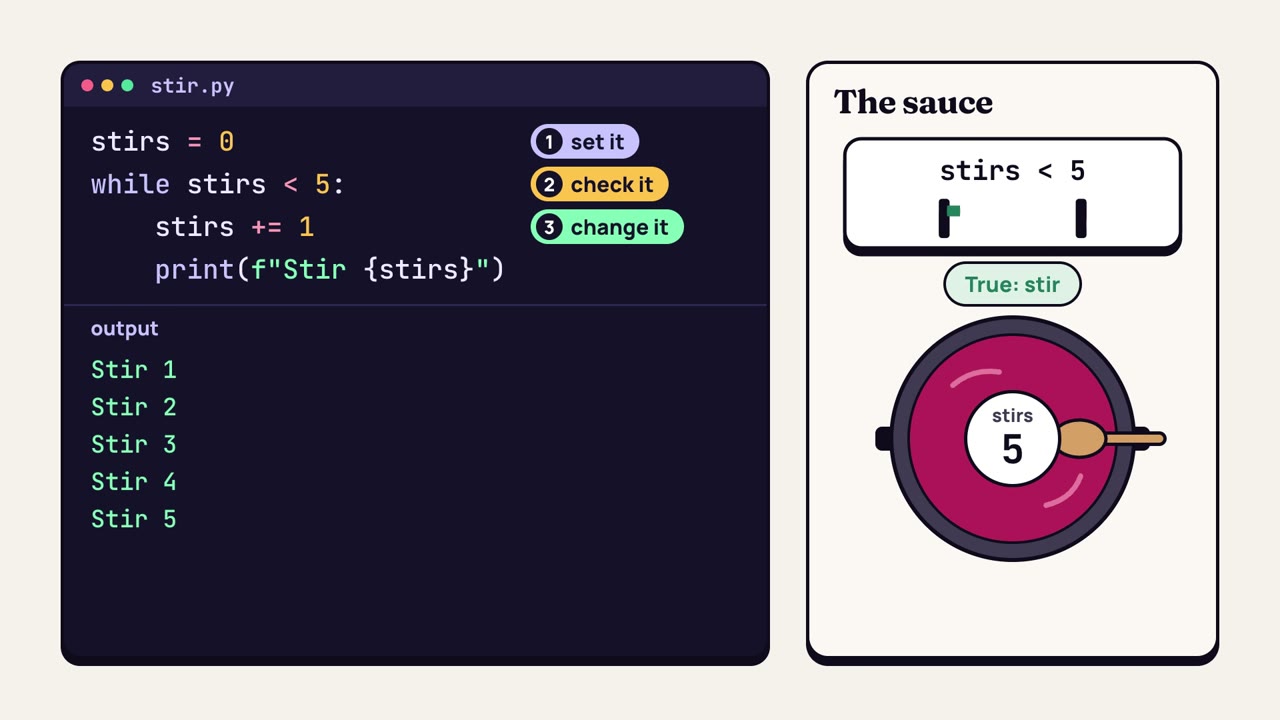 stir.py
stirs = 0
1 set it
while stirs < 5:
2 check it
    stirs += 1
3 change it
    print(f"Stir {stirs}")
output
Stir 1
Stir 2
Stir 3
Stir 4
Stir 5
The sauce
stirs < 5
True: stir
stirs
5